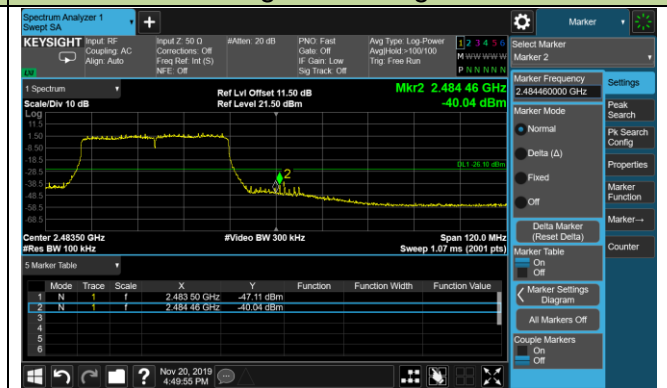 Spectrum Analyzer 1
Swept SA
+
Marker
KEYSIGHT
Input: RF
Coupling: AC
Align: Auto
Input Z: 50 Ω
Corrections: Off
Freq Ref: Int (S)
NFE: Off
#Atten: 20 dB
PNO: Fast
Gate: Off
IF Gain: Low
Sig Track: Off
Avg Type: Log-Power
Avg|Hold:>100/100
Trig: Free Run
1 2 3 4 5 6
M W W W W W
P N N N N N
LXI
Select Marker
Marker 2
1 Spectrum
Scale/Div 10 dB
Log
Ref Lvl Offset 11.50 dB
Ref Level 21.50 dBm
Mkr2 2.484 46 GHz
-40.04 dBm
11.5
1.50
-8.50
-18.5
-28.5
-38.5
-48.5
-58.5
-68.5
DL1 -26.10 dBm
2
Center 2.48350 GHz
#Res BW 100 kHz
#Video BW 300 kHz
Span 120.0 MHz
Sweep 1.07 ms (2001 pts)
5 Marker Table
Mode Trace Scale X Y Function Function Width Function Value
1 N 1 f 2.483 50 GHz -47.11 dBm
2 N 1 f 2.484 46 GHz -40.04 dBm
3
4
5
6
Marker Frequency
2.484460000 GHz
Marker Mode
Normal
Delta (Δ)
Fixed
Off
Delta Marker
(Reset Delta)
Marker Table
On
Off
Marker Settings
Diagram
All Markers Off
Couple Markers
On
Off
Settings
Peak
Search
Pk Search
Config
Properties
Marker
Function
Marker→
Counter
?
Nov 20, 2019
4:49:55 PM